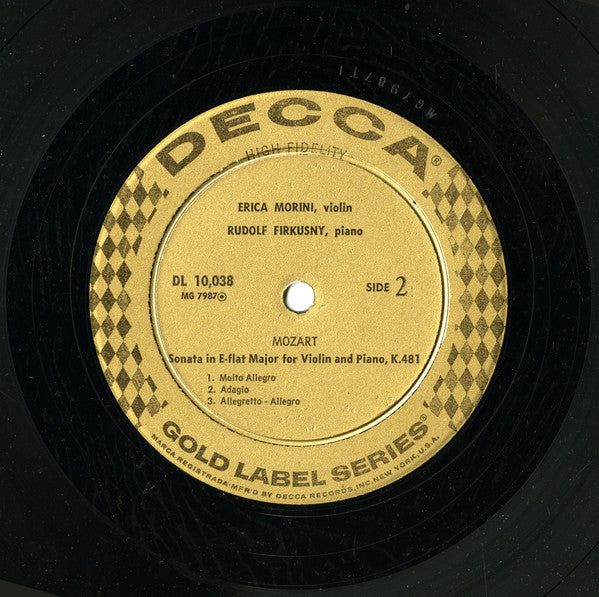 DECCA®
HIGH FIDELITY
ERICA MORINI, violin
RUDOLF FIRKUSNY, piano
DL 10,038
MG 7987
SIDE 2
MOZART
Sonata in E-flat Major for Violin and Piano, K.481
1. Molto Allegro
2. Adagio
3. Allegretto - Allegro
GOLD LABEL SERIES®
MARCA REGISTRADA·MFR'D BY DECCA RECORDS, INC. NEW YORK, U.S.A.